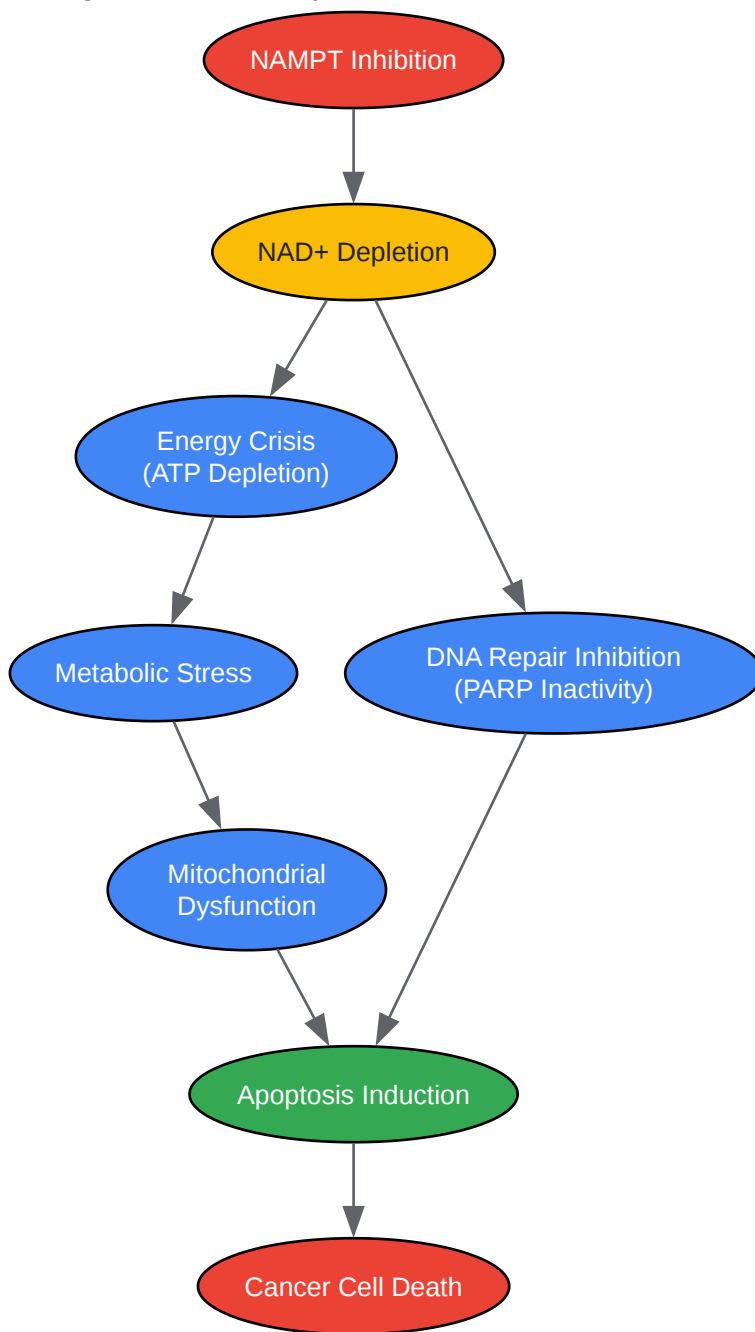 NAMPT Inhibition
NAD+ Depletion
Energy Crisis
(ATP Depletion)
Metabolic Stress
DNA Repair Inhibition
(PARP Inactivity)
Mitochondrial
Dysfunction
Apoptosis Induction
Cancer Cell Death